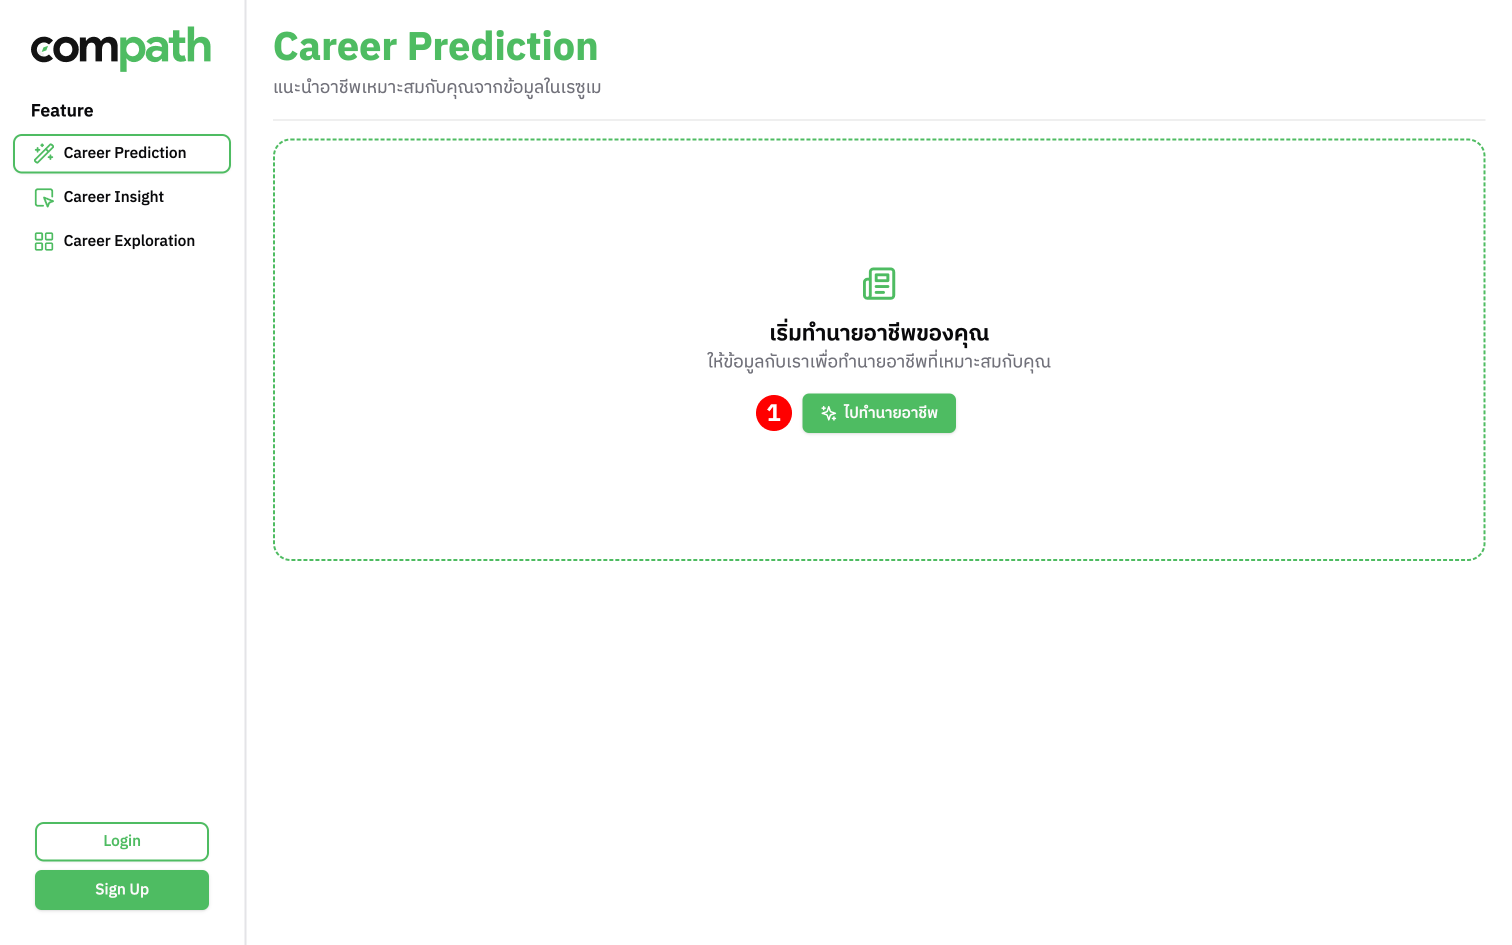 compath
Feature
Career Prediction
Career Insight
Career Exploration
Login
Sign Up
Career Prediction
แนะนำอาชีพเหมาะสมกับคุณจากข้อมูลในเรซูเม
เริ่มทำนายอาชีพของคุณ
ให้ข้อมูลกับเราเพื่อทำนายอาชีพที่เหมาะสมกับคุณ
1 ไปทำนายอาชีพ